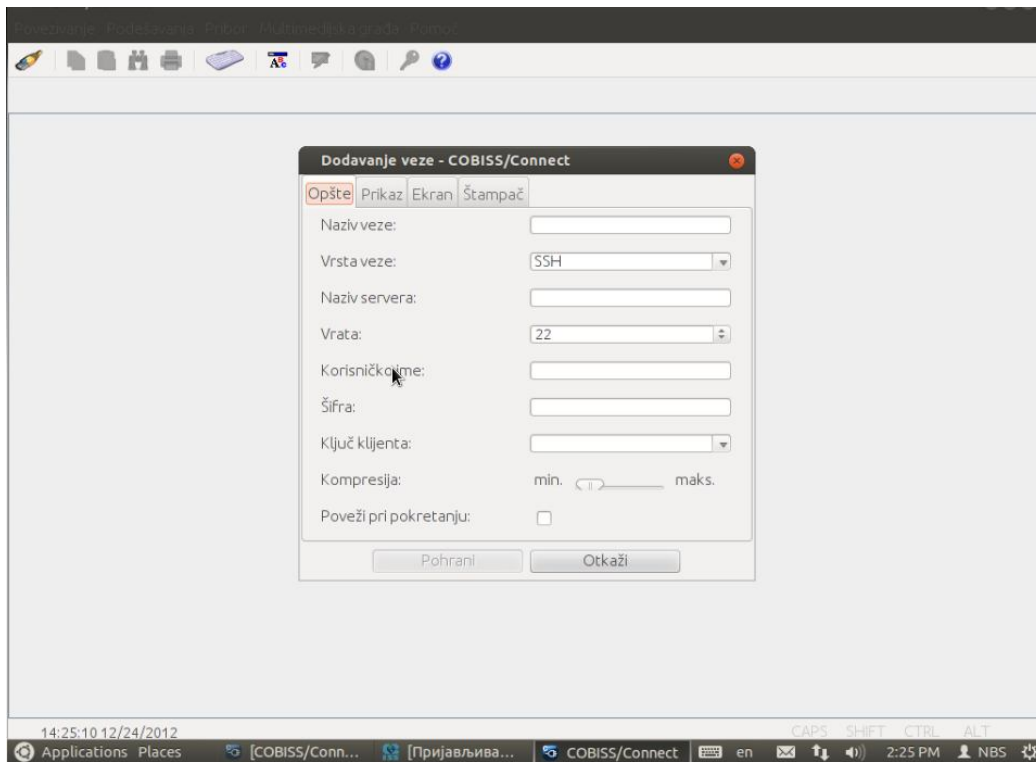 Povezivanje Podešavanja Pribor Multimedijska građa Pomoć
Dodavanje veze - COBISS/Connect
Opšte Prikaz Ekran Štampač
Naziv veze:
Vrsta veze: SSH
Naziv servera:
Vrata: 22
Korisničko ime:
Šifra:
Ključ klijenta:
Kompresija: min. maks.
Poveži pri pokretanju:
Pohrani Otkaži
14:25:10 12/24/2012 CAPS SHIFT CTRL ALT
Applications Places [COBISS/Conn... [Пријављива... COBISS/Connect en 2:25 PM NBS